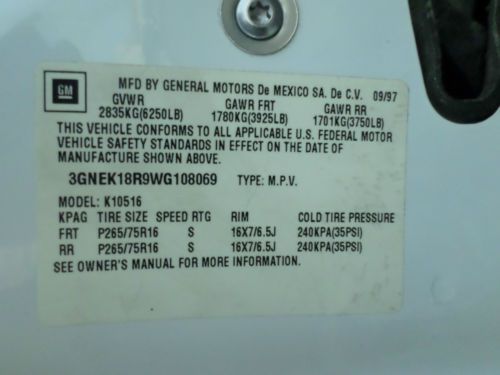 GM
MFD BY GENERAL MOTORS De MEXICO SA. De C.V. 09/97
GVWR GAWR FRT GAWR RR
2835KG(6250LB) 1780KG(3925LB) 1701KG(3750LB)
THIS VEHICLE CONFORMS TO ALL APPLICABLE U.S. FEDERAL MOTOR
VEHICLE SAFETY STANDARDS IN EFFECT ON THE DATE OF
MANUFACTURE SHOWN ABOVE.
3GNEK18R9WG108069 TYPE: M.P.V.
MODEL: K10516
KPAG TIRE SIZE SPEED RTG RIM COLD TIRE PRESSURE
FRT P265/75R16 S 16X7/6.5J 240KPA(35PSI)
RR P265/75R16 S 16X7/6.5J 240KPA(35PSI)
SEE OWNER'S MANUAL FOR MORE INFORMATION.